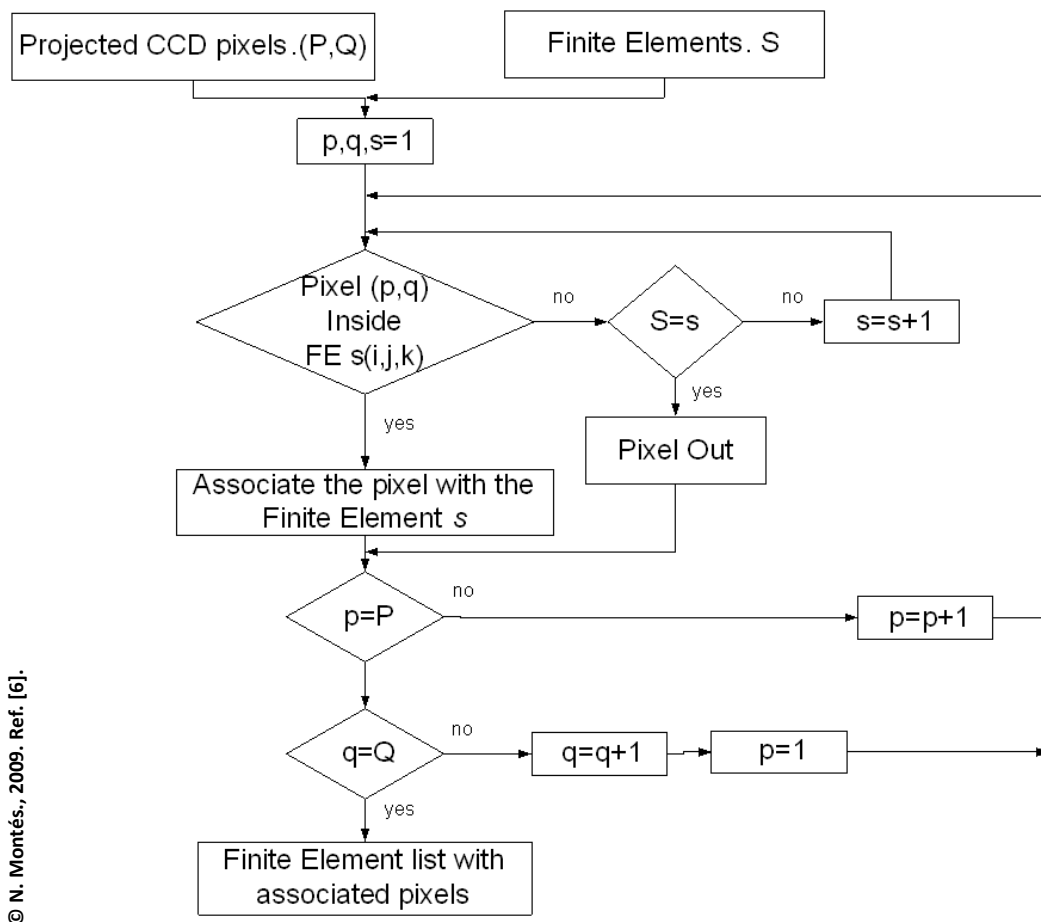 Projected CCD pixels.(P,Q)
Finite Elements. S
p,q,s=1
Pixel (p,q)
Inside
FE s(i,j,k)
no
S=s
no
s=s+1
yes
yes
Pixel Out
Associate the pixel with the
Finite Element s
p=P
no
p=p+1
q=Q
no
q=q+1
p=1
yes
Finite Element list with
associated pixels
© N. Montés., 2009. Ref. [6].